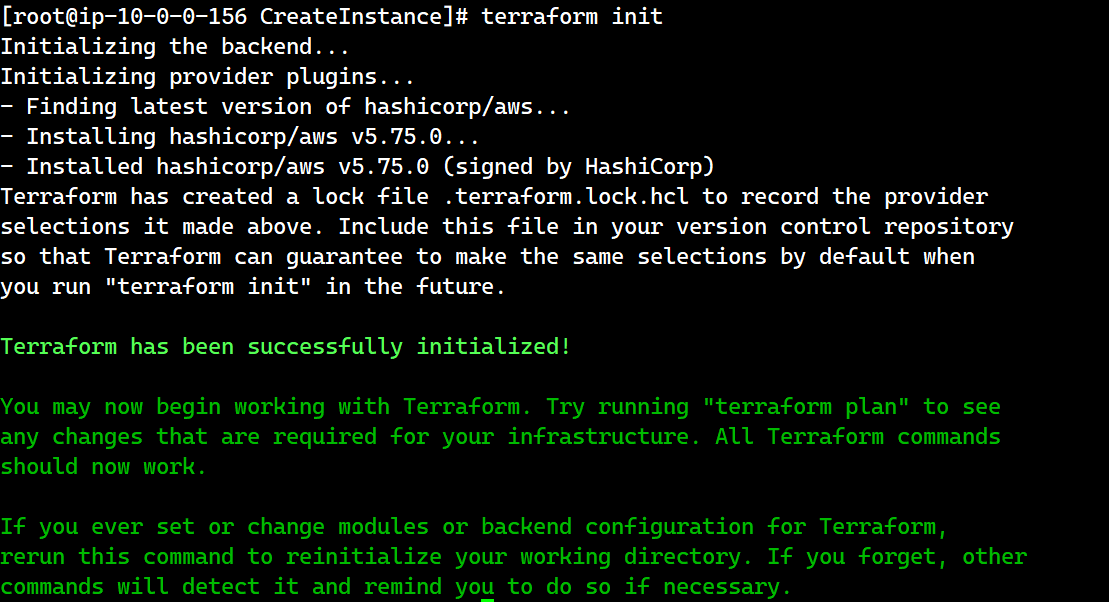 [root@ip-10-0-0-156 CreateInstance]# terraform init
Initializing the backend...
Initializing provider plugins...
- Finding latest version of hashicorp/aws...
- Installing hashicorp/aws v5.75.0...
- Installed hashicorp/aws v5.75.0 (signed by HashiCorp)
Terraform has created a lock file .terraform.lock.hcl to record the provider
selections it made above. Include this file in your version control repository
so that Terraform can guarantee to make the same selections by default when
you run "terraform init" in the future.
Terraform has been successfully initialized!
You may now begin working with Terraform. Try running "terraform plan" to see
any changes that are required for your infrastructure. All Terraform commands
should now work.
If you ever set or change modules or backend configuration for Terraform,
rerun this command to reinitialize your working directory. If you forget, other
commands will detect it and remind you to do so if necessary.